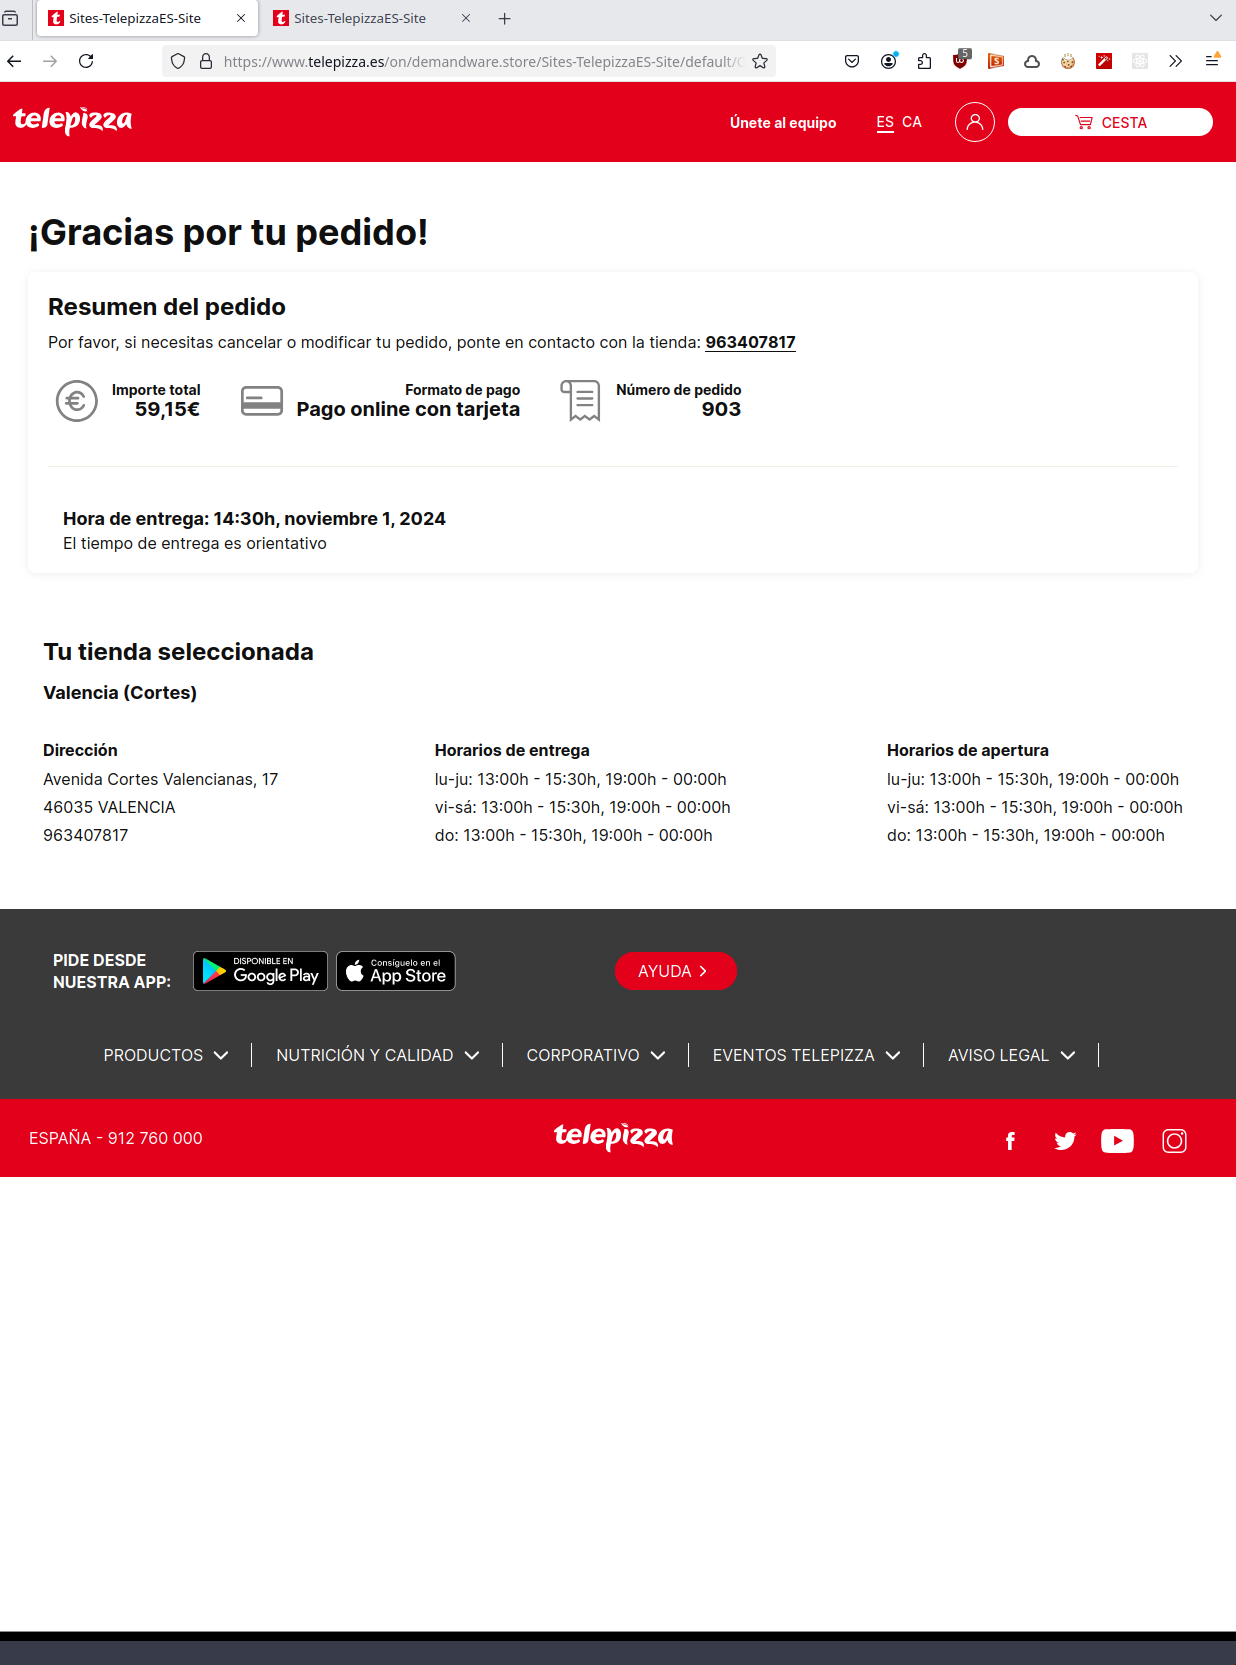 Sites-TelepizzaES-Site
Sites-TelepizzaES-Site
https://www.telepizza.es/on/demandware.store/Sites-TelepizzaES-Site/default/
5
telepizza
Únete al equipo
ES CA
CESTA
¡Gracias por tu pedido!
Resumen del pedido
Por favor, si necesitas cancelar o modificar tu pedido, ponte en contacto con la tienda: 963407817
Importe total
59,15€
Formato de pago
Pago online con tarjeta
Número de pedido
903
Hora de entrega: 14:30h, noviembre 1, 2024
El tiempo de entrega es orientativo
Tu tienda seleccionada
Valencia (Cortes)
Dirección
Avenida Cortes Valencianas, 17
46035 VALENCIA
963407817
Horarios de entrega
lu-ju: 13:00h - 15:30h, 19:00h - 00:00h
vi-sá: 13:00h - 15:30h, 19:00h - 00:00h
do: 13:00h - 15:30h, 19:00h - 00:00h
Horarios de apertura
lu-ju: 13:00h - 15:30h, 19:00h - 00:00h
vi-sá: 13:00h - 15:30h, 19:00h - 00:00h
do: 13:00h - 15:30h, 19:00h - 00:00h
PIDE DESDE
NUESTRA APP:
DISPONIBLE EN
Google Play
Consíguelo en el
App Store
AYUDA
PRODUCTOS
NUTRICIÓN Y CALIDAD
CORPORATIVO
EVENTOS TELEPIZZA
AVISO LEGAL
ESPAÑA - 912 760 000
telepizza